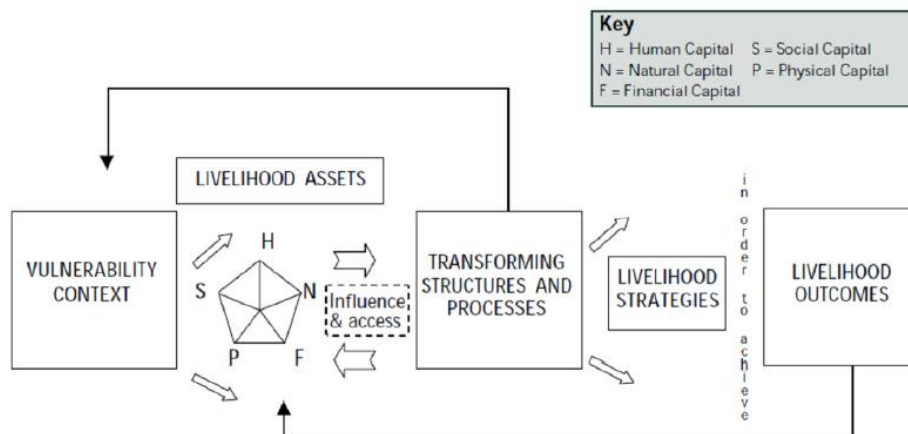 Key
H = Human Capital S = Social Capital
N = Natural Capital P = Physical Capital
F = Financial Capital
LIVELIHOOD ASSETS
VULNERABILITY
CONTEXT
H
S
N
P
F
Influence
& access
TRANSFORMING
STRUCTURES AND
PROCESSES
LIVELIHOOD
STRATEGIES
in order to achieve
LIVELIHOOD
OUTCOMES